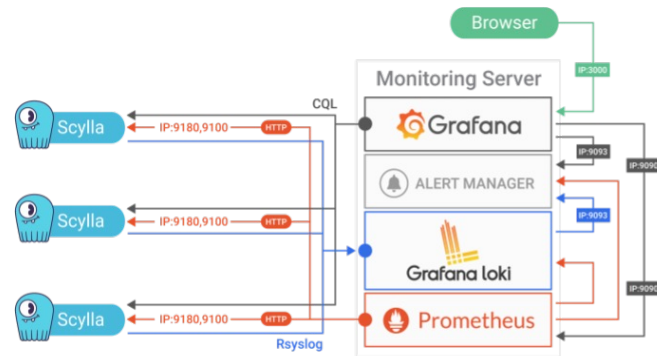 Browser
IP:3000
Monitoring Server
CQL
Grafana
Scylla
IP:9180,9100
HTTP
IP:9093
IP:9090
ALERT MANAGER
Scylla
IP:9180,9100
HTTP
IP:9093
Grafana loki
Scylla
IP:9180,9100
HTTP
Prometheus
IP:9090
Rsyslog